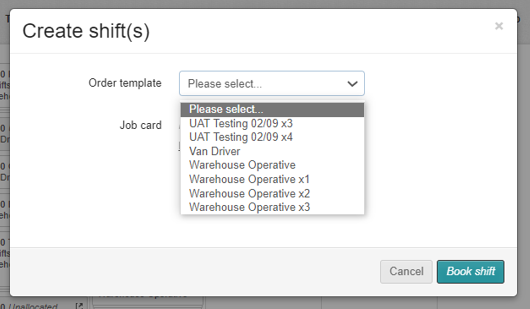 Create shift(s)
×
Order template
Please select...
Please select...
UAT Testing 02/09 x3
UAT Testing 02/09 x4
Job card
Van Driver
Warehouse Operative
Warehouse Operative x1
Warehouse Operative x2
Warehouse Operative x3
Cancel
Book shift